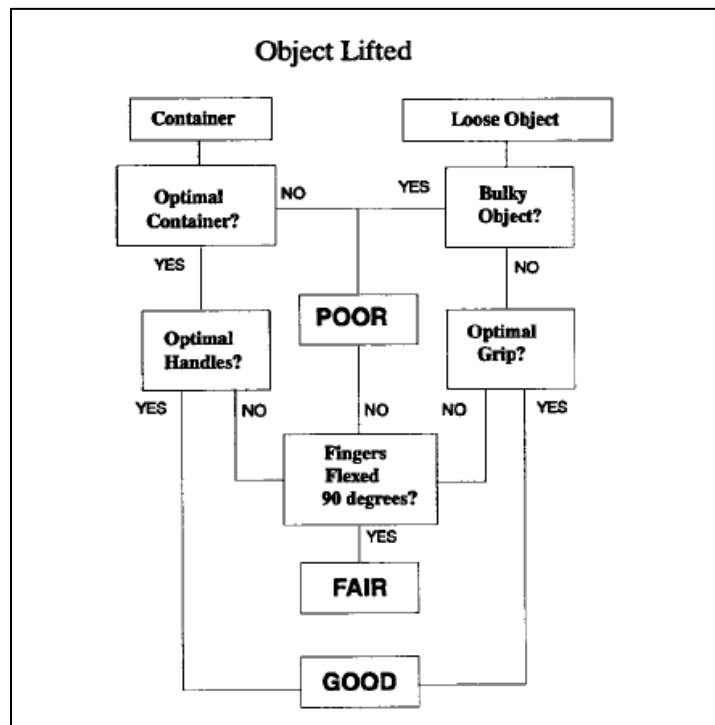 Object Lifted
Container
Loose Object
Optimal
Container?
NO
YES
Bulky
Object?
YES
NO
POOR
Optimal
Handles?
Optimal
Grip?
YES
NO
NO
NO
YES
Fingers
Flexed
90 degrees?
YES
FAIR
GOOD